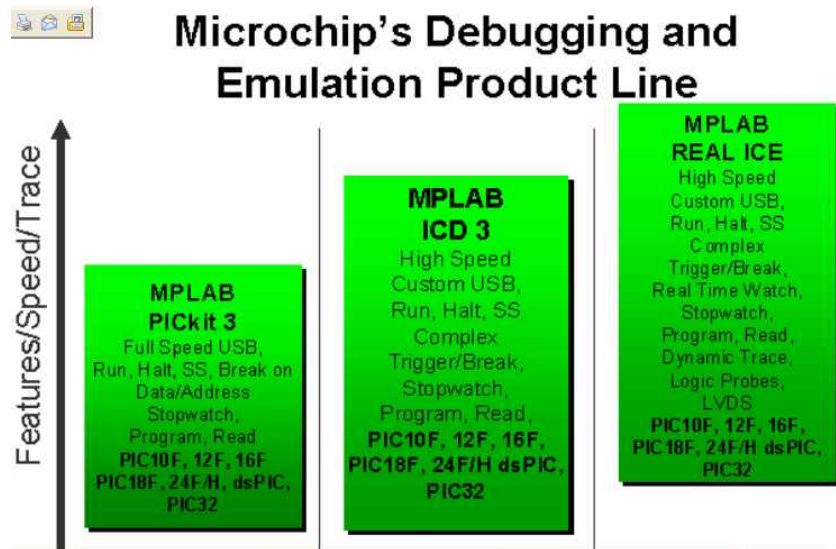 Microchip's Debugging and
Emulation Product Line
Features/Speed/Trace
MPLAB
PICkit 3
Full Speed USB,
Run, Halt, SS, Break on
Data/Address
Stopwatch,
Program, Read
PIC10F, 12F, 16F
PIC18F, 24F/H, dsPIC,
PIC32
MPLAB
ICD 3
High Speed
Custom USB,
Run, Halt, SS
Complex
Trigger/Break,
Stopwatch,
Program, Read,
PIC10F, 12F, 16F,
PIC18F, 24F/H dsPIC,
PIC32
MPLAB
REAL ICE
High Speed
Custom USB,
Run, Halt, SS
Complex
Trigger/Break,
Real Time Watch,
Stopwatch,
Program, Read,
Dynamic Trace,
Logic Probes,
LVDS
PIC10F, 12F, 16F,
PIC18F, 24F/H dsPIC,
PIC32